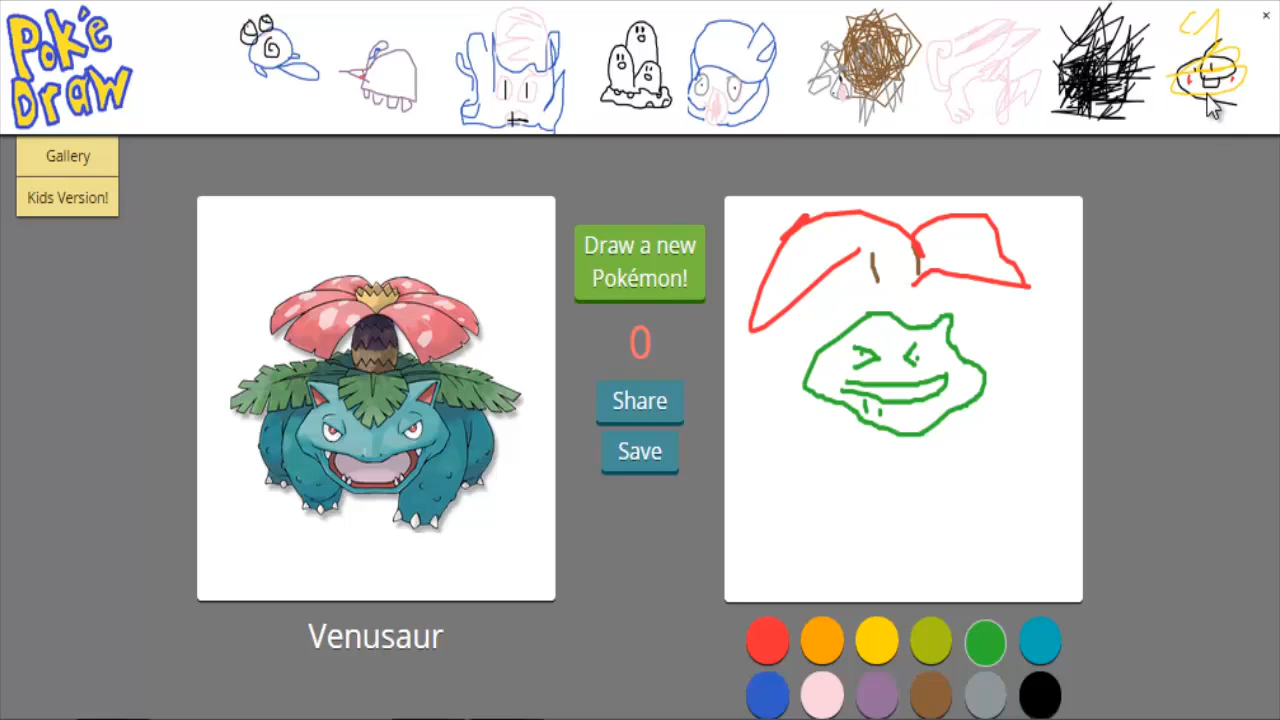 Poké
Draw
Gallery
Kids Version!
Draw a new
Pokémon!
0
Share
Save
Venusaur